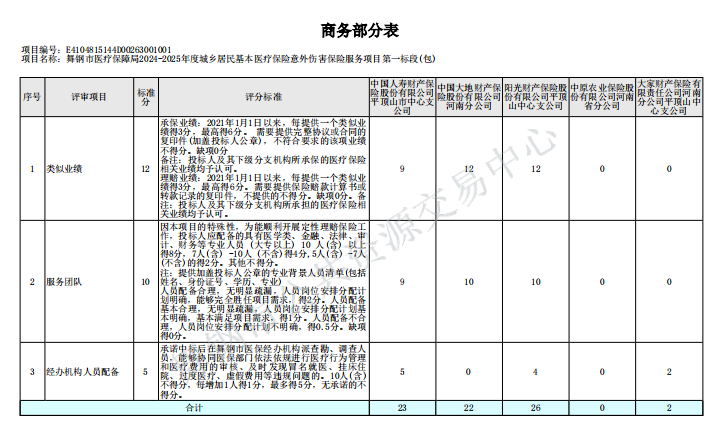 商务部分表
项目编号：E4104815144D00263001001
项目名称：舞钢市医疗保障局2024-2025年度城乡居民基本医疗保险意外伤害保险服务项目第一标段(包)
序号 评审项目 标准分 评分标准 中国人寿财产保险股份有限公司平顶山市中心支公司 中国大地财产保险股份有限公司河南分公司 阳光财产保险股份有限公司平顶山中心支公司 中原农业保险股份有限公司河南省分公司 大家财产保险有限责任公司河南分公司平顶山中心支公司
承保业绩：2021年1月1日以来，每提供一个类似业
绩得3分，最高得6分。 需要提供完整协议或合同的
复印件(加盖投标人公章)，不符合要求的该项业绩
不得分。缺项0分
备注：投标人及其下级分支机构所承保的医疗保险
相关业绩均予认可。
1 类似业绩 12 9 12 12 0 0
理赔业绩：2021年1月1日以来，每提供一个类似业
绩得3分，最高得6分。需要提供保险赔款计算书或
转款记录的复印件，不提供的不得分。缺项0分。备
注：投标人及其下级分支机构所承担的医疗保险相
关业绩均予认可。
因本项目的特殊性，为能顺利开展定性理赔保险工
作，投标人应配备的具有医学类、金融、法律、审
计、财务等专业人员（大专以上）10 人(含) 以上
得8分，7人(含) -10人 (不含)得4分,5人(含) -7人
(不含)的得2分。其他不得分。
注：提供加盖投标人公章的专业背景人员清单(包括
姓名、身份证号、学历、专业)
2 服务团队 10 9 10 10 0 0
人员配备合理，无明显疏漏，人员岗位安排分配计
划明确，能够完全胜任项目需求，得2分。人员配备
基本合理，无明显疏漏，人员岗位安排分配计划基
本明确，基本满足项目需求，得1分。人员配备不合
理，人员岗位安排分配计划不明确，得0.5分。缺项
得0分。
承诺中标后在舞钢市医保经办机构派查勘、调查人
员，能够协同医保部门依法依规进行医疗行为管理
和医疗费用的审核、及时发现冒名就医、挂床住
院、过度医疗、虚假费用等违规问题的。10人(含)
不得分，每增加1人得1分，最多得5分，无承诺的不
得分。
3 经办机构人员配备 5 5 0 4 0 2
合计 23 22 26 0 2